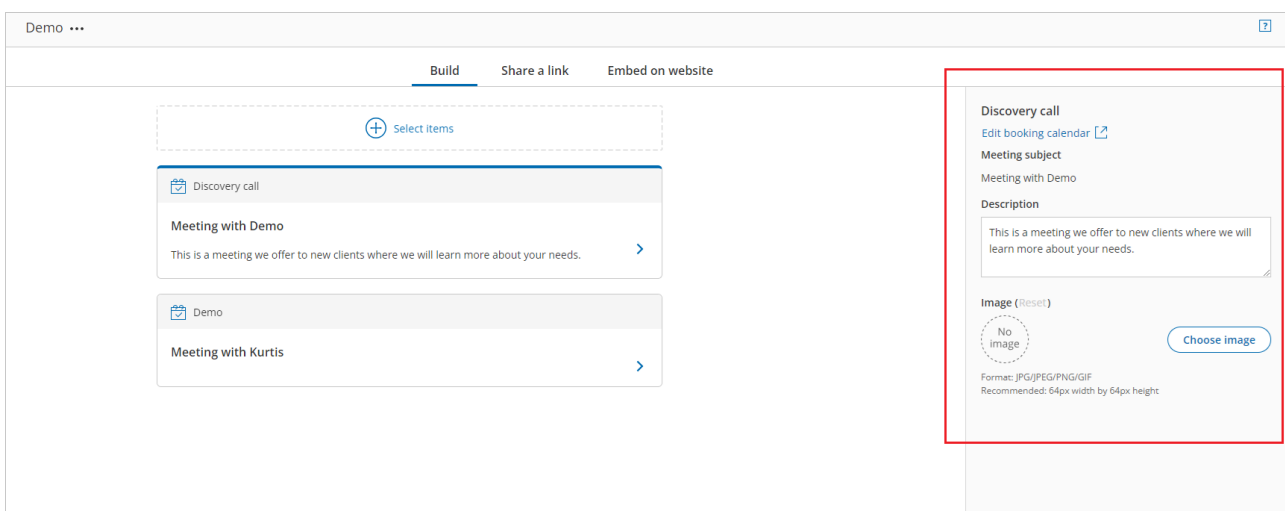 Demo •••
?
Build Share a link Embed on website
Select items
Discovery call
Meeting with Demo
This is a meeting we offer to new clients where we will learn more about your needs.
Demo
Meeting with Kurtis
Discovery call
Edit booking calendar
Meeting subject
Meeting with Demo
Description
This is a meeting we offer to new clients where we will
learn more about your needs.
Image (Reset)
No
image
Choose image
Format: JPG/JPEG/PNG/GIF
Recommended: 64px width by 64px height